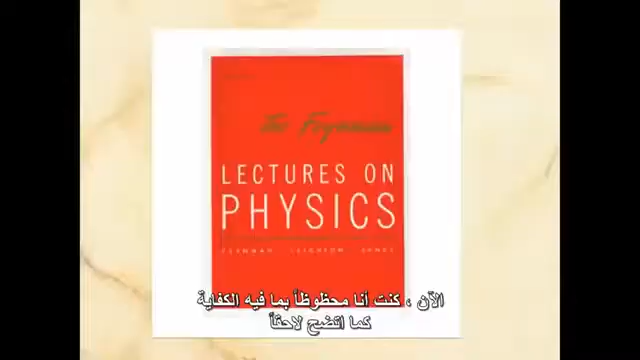 The Feynman
LECTURES ON
PHYSICS
FEYNMAN · LEIGHTON · SANDS
الآن ، كنت أنا محظوظاً بما فيه الكفاية
كما اتضح لاحقاً